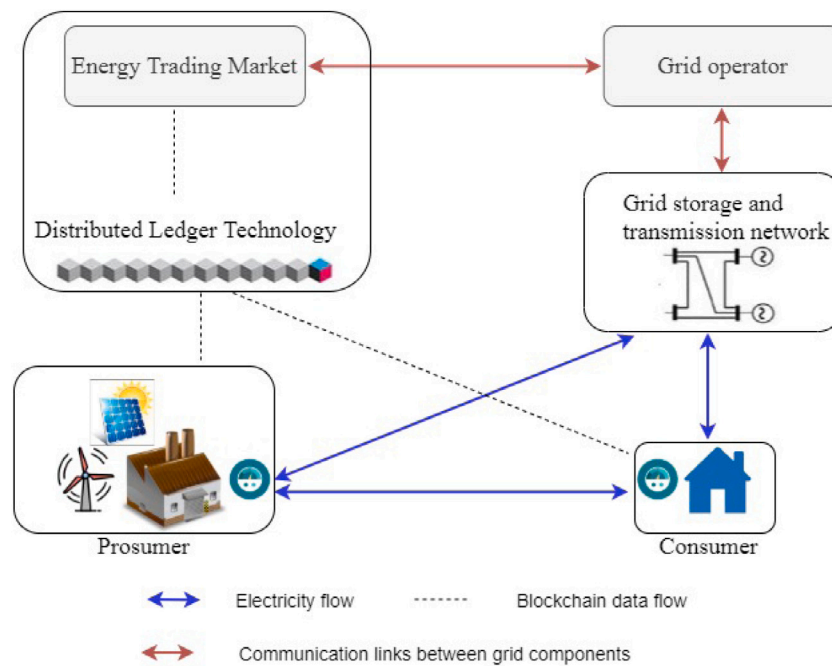 Energy Trading Market
Grid operator
Distributed Ledger Technology
Grid storage and
transmission network
Prosumer
Consumer
Electricity flow
Blockchain data flow
Communication links between grid components